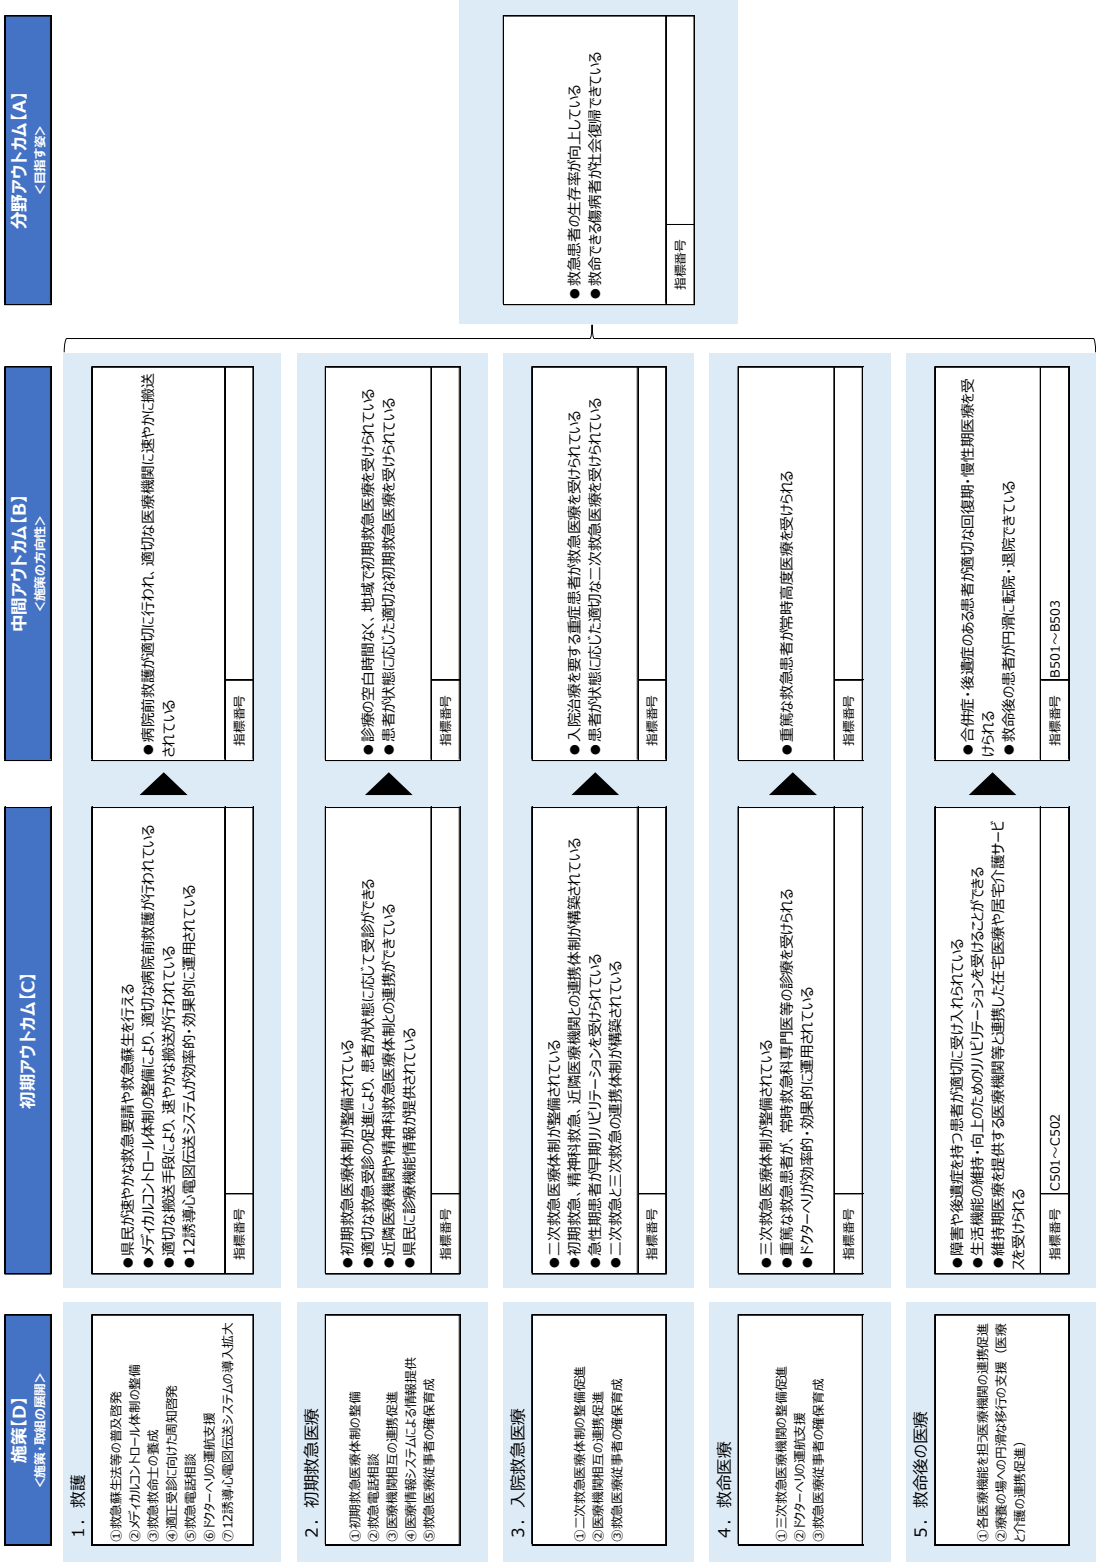 施策【D】
＜施策・取組の展開＞
初期アウトカム【C】
中間アウトカム【B】
＜施策の方向性＞
分野アウトカム【A】
＜目指す姿＞
１．救護
①救急蘇生法等の普及啓発
②メディカルコントロール体制の整備
③救急救命士の養成
④適正受診に向けた周知啓発
⑤救急電話相談
⑥ドクターヘリの運航支援
⑦12誘導心電図伝送システムの導入拡大
●県民が速やかな救急要請や救急蘇生を行える
●メディカルコントロール体制の整備により、適切な病院前救護が行われている
●適切な搬送手段により、速やかな搬送が行われている
●12誘導心電図伝送システムが効率的・効果的に運用されている
指標番号
●病院前救護が適切に行われ、適切な医療機関に速やかに搬送
されている
指標番号
２．初期救急医療
①初期救急医療体制の整備
②救急電話相談
③医療機関相互の連携促進
④医療情報システムによる情報提供
⑤救急医療従事者の確保育成
●初期救急医療体制が整備されている
●適切な救急受診の促進により、患者が状態に応じて受診ができる
●近隣医療機関や精神科救急医療体制との連携ができている
●県民に診療機能情報が提供されている
指標番号
●診療の空白時間なく、地域で初期救急医療を受けられている
●患者が状態に応じた適切な初期救急医療を受けられている
指標番号
３．入院救急医療
①二次救急医療体制の整備促進
②医療機関相互の連携促進
③救急医療従事者の確保育成
●二次救急医療体制が整備されている
●初期救急、精神科救急、近隣医療機関との連携体制が構築されている
●急性期患者が早期リハビリテーションを受けられている
●二次救急と三次救急の連携体制が構築されている
指標番号
●入院治療を要する重症患者が救急医療を受けられている
●患者が状態に応じた適切な二次救急医療を受けられている
指標番号
４．救命医療
①三次救急医療機関の整備促進
②ドクターヘリの運航支援
③救急医療従事者の確保育成
●三次救急医療体制が整備されている
●重篤な救急患者が、常時救急科専門医等の診療を受けられる
●ドクターヘリが効率的・効果的に運用されている
指標番号
●重篤な救急患者が常時高度医療を受けられる
指標番号
５．救命後の医療
①各医療機能を担う医療機関の連携促進
②療養の場への円滑な移行の支援（医療
と介護の連携促進）
●障害や後遺症を持つ患者が適切に受け入れられている
●生活機能の維持・向上のためのリハビリテーションを受けることができる
●維持期医療を提供する医療機関等と連携した在宅医療や居宅介護サービ
スを受けられる
指標番号 C501～C502
●合併症・後遺症のある患者が適切な回復期・慢性期医療を受
けられる
●救命後の患者が円滑に転院・退院できている
指標番号 B501～B503
●救急患者の生存率が向上している
●救命できる傷病者が社会復帰できている
指標番号